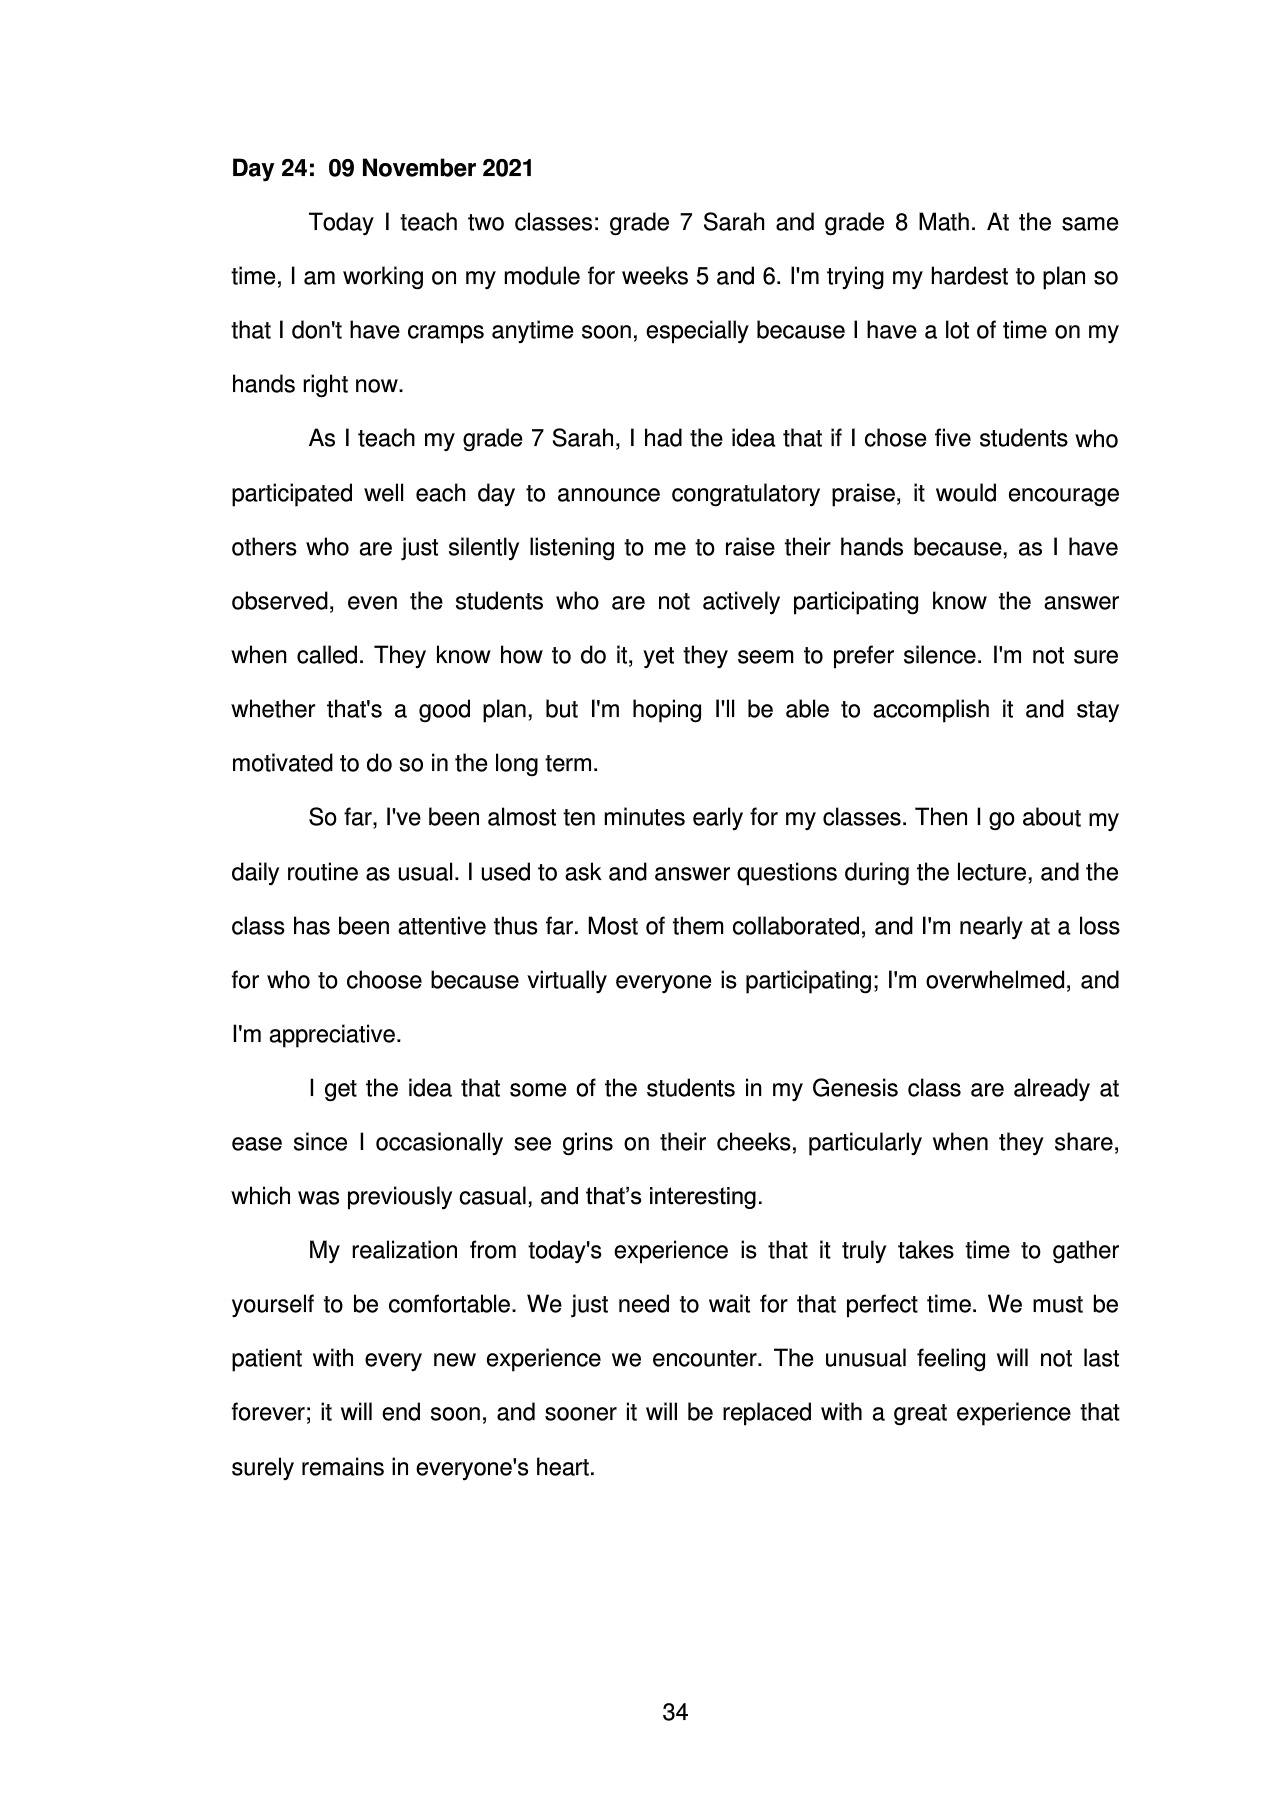 Day 24:  09 November 2021
Today I teach two classes: grade 7 Sarah and grade 8 Math. At the same
time, I am working on my module for weeks 5 and 6. I'm trying my hardest to plan so
that I don't have cramps anytime soon, especially because I have a lot of time on my
hands right now.
As I teach my grade 7 Sarah, I had the idea that if I chose five students who
participated well each day to announce congratulatory praise, it would encourage
others who are just silently listening to me to raise their hands because, as I have
observed, even the students who are not actively participating know the answer
when called. They know how to do it, yet they seem to prefer silence. I'm not sure
whether that's a good plan, but I'm hoping I'll be able to accomplish it and stay
motivated to do so in the long term.
So far, I've been almost ten minutes early for my classes. Then I go about my
daily routine as usual. I used to ask and answer questions during the lecture, and the
class has been attentive thus far. Most of them collaborated, and I'm nearly at a loss
for who to choose because virtually everyone is participating; I'm overwhelmed, and
I'm appreciative.
I get the idea that some of the students in my Genesis class are already at
ease since I occasionally see grins on their cheeks, particularly when they share,
which was previously casual, and that’s interesting.
My realization from today's experience is that it truly takes time to gather
yourself to be comfortable. We just need to wait for that perfect time. We must be
patient with every new experience we encounter. The unusual feeling will not last
forever; it will end soon, and sooner it will be replaced with a great experience that
surely remains in everyone's heart.
34